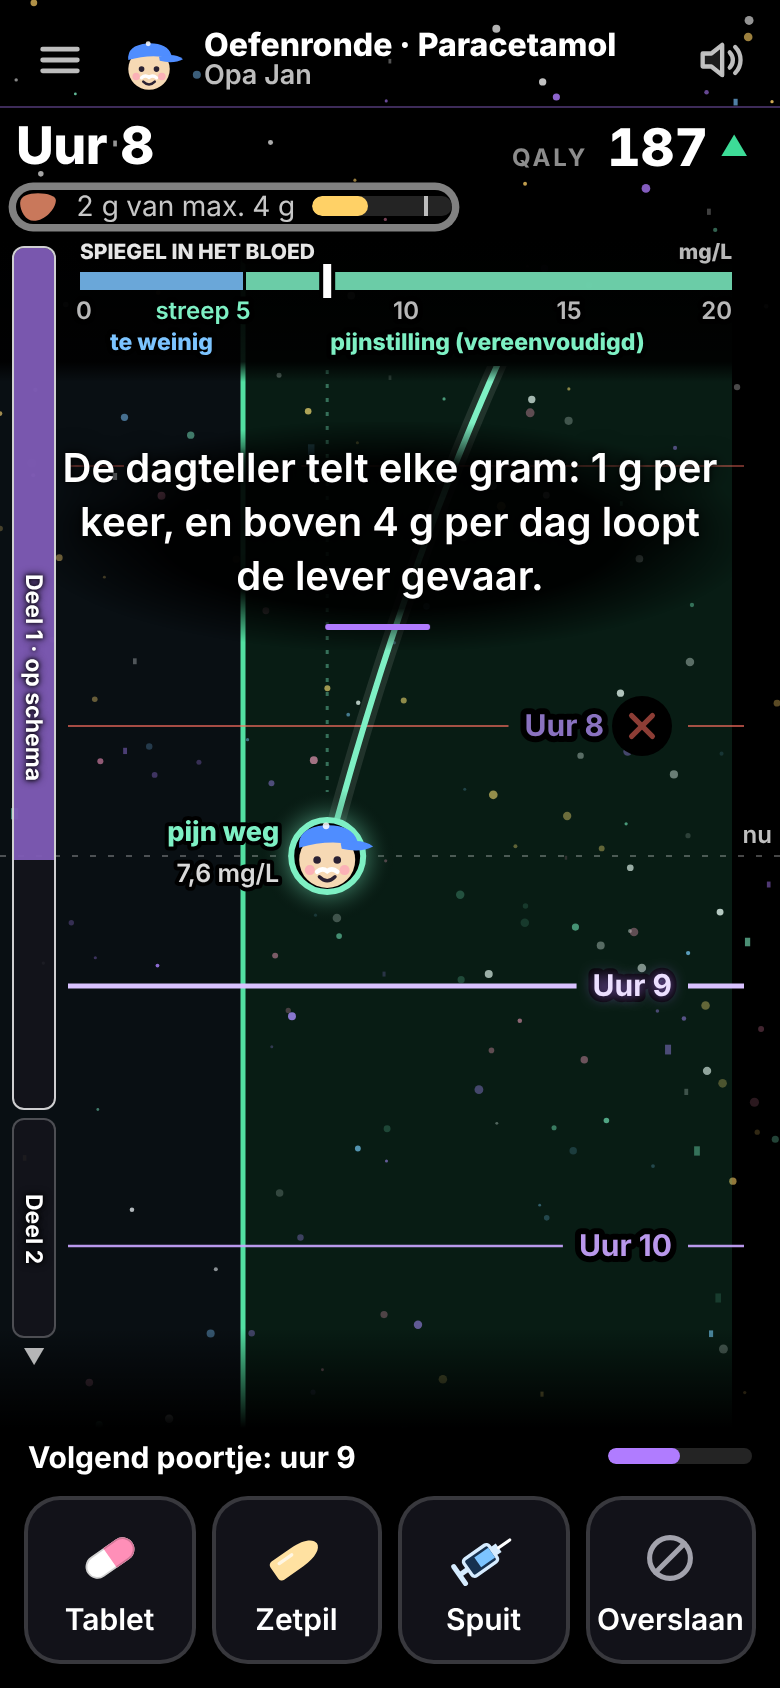 Oefenronde · Paracetamol
Opa Jan
Uur 8
QALY 187
2 g van max. 4 g
SPIEGEL IN HET BLOED mg/L
0 streep 5 10 15 20
te weinig pijnstilling (vereenvoudigd)
De dagteller telt elke gram: 1 g per
keer, en boven 4 g per dag loopt
de lever gevaar.
Deel 1 · op schema
Uur 8
pijn weg
nu
7,6 mg/L
Uur 9
Deel 2
Uur 10
Volgend poortje: uur 9
Tablet
Zetpil
Spuit
Overslaan